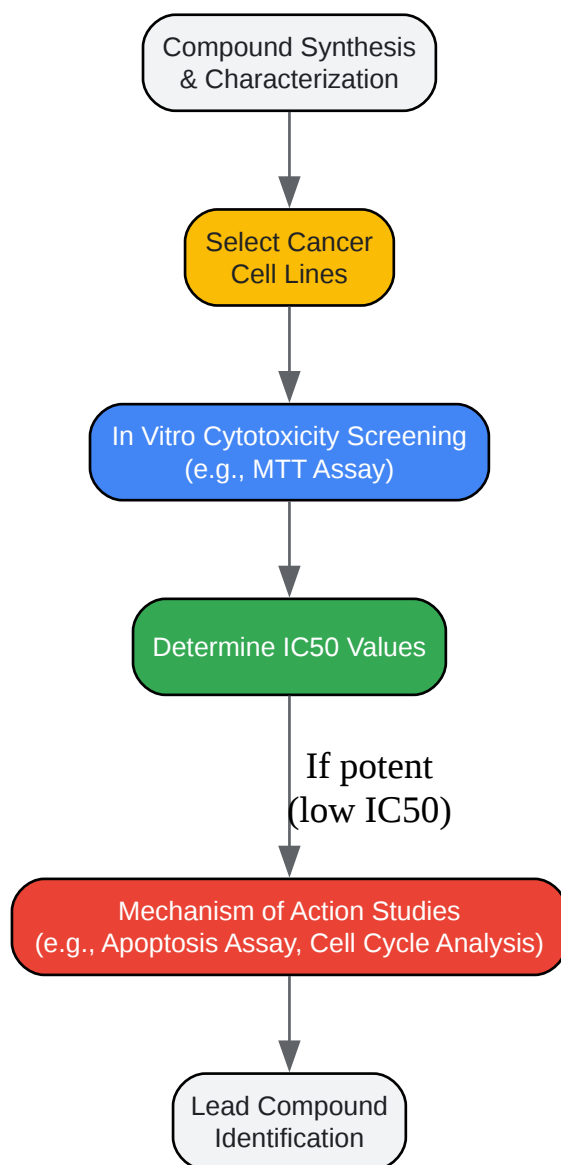 Compound Synthesis
& Characterization
Select Cancer
Cell Lines
In Vitro Cytotoxicity Screening
(e.g., MTT Assay)
Determine IC50 Values
If potent
(low IC50)
Mechanism of Action Studies
(e.g., Apoptosis Assay, Cell Cycle Analysis)
Lead Compound
Identification